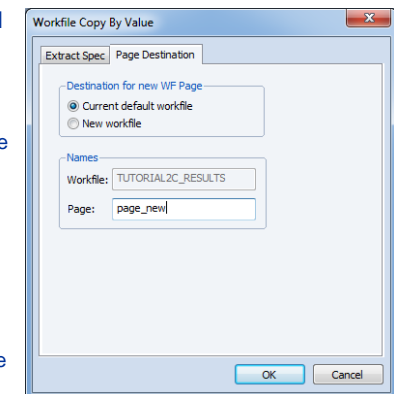 Workfile Copy By Value
x
Extract Spec Page Destination
Destination for new WF Page
Current default workfile
New workfile
e
Names
Workfile: TUTORIAL2C_RESULTS
Page: page_new
e
OK Cancel